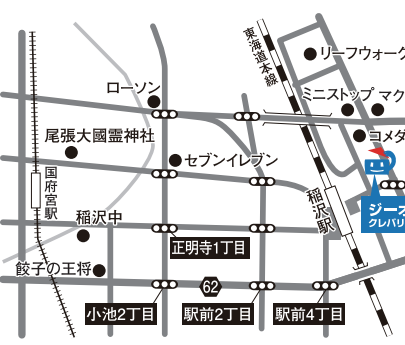 東海道本線
リーフウォーク
ローソン
ミニストップ
マク
コメダ
尾張大國霊神社
セブンイレブン
国府宮駅
稲沢駅
ジーオ
クレバリ
稲沢中
正明寺1丁目
餃子の王将
62
小池2丁目
駅前2丁目
駅前4丁目